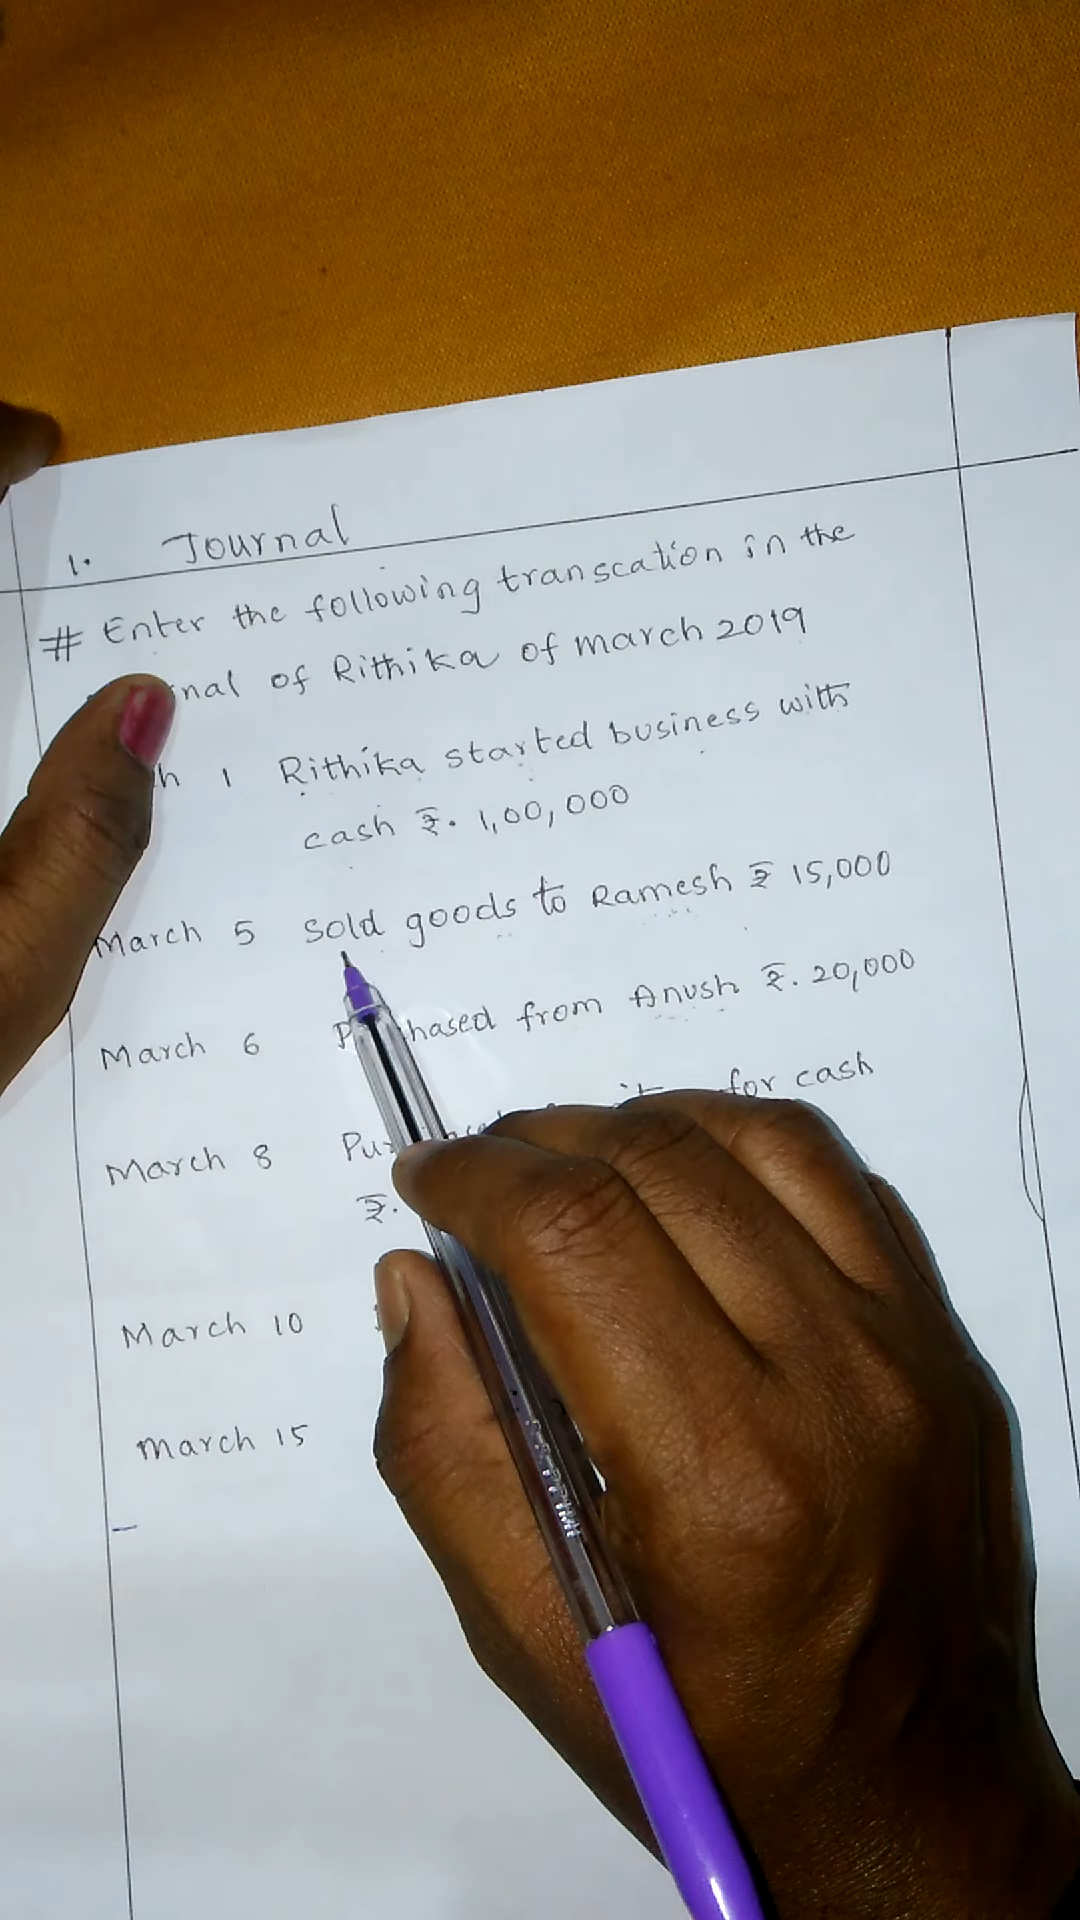 1. Journal
# Enter the following transcation in the
of Rithika of march 2019
1 Rithika started business with
cash ₹. 1,00,000
March 5 sold goods to Ramesh ₹ 15,000
March 6 from Anush ₹. 20,000
March 8 for cash
₹.
March 10
March 15